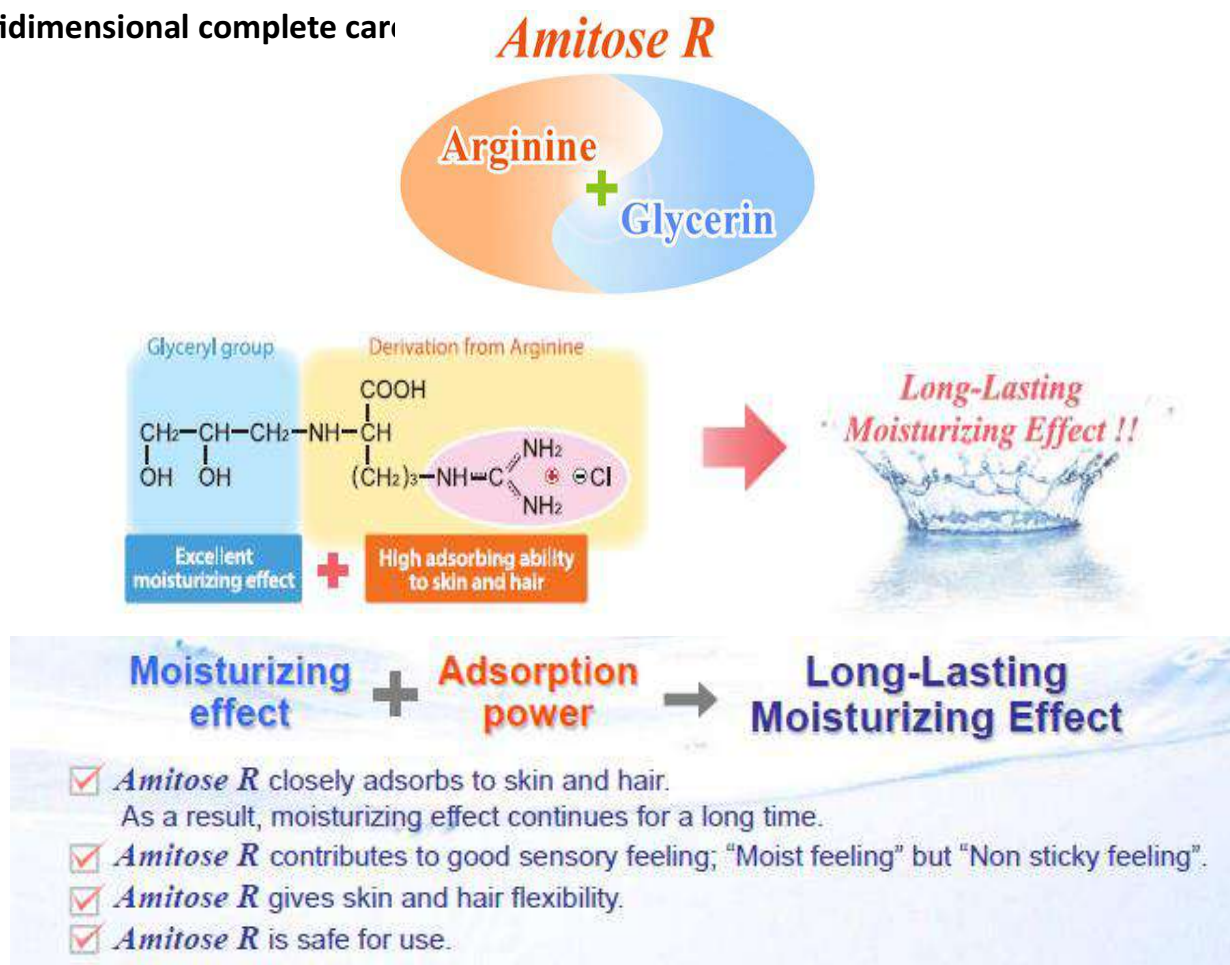 idimensional complete care
Amitose R
Arginine
+
Glycerin
Glyceryl group
Derivation from Arginine
COOH
CH2-CH-CH2-NH-CH
OH OH (CH2)3-NH=C NH2 ⊕ ⊖Cl
NH2
Excellent
moisturizing effect
+
High adsorbing ability
to skin and hair
Long-Lasting
Moisturizing Effect !!
Moisturizing
effect
+
Adsorption
power
Long-Lasting
Moisturizing Effect
Amitose R closely adsorbs to skin and hair.
As a result, moisturizing effect continues for a long time.
Amitose R contributes to good sensory feeling; “Moist feeling” but “Non sticky feeling”.
Amitose R gives skin and hair flexibility.
Amitose R is safe for use.